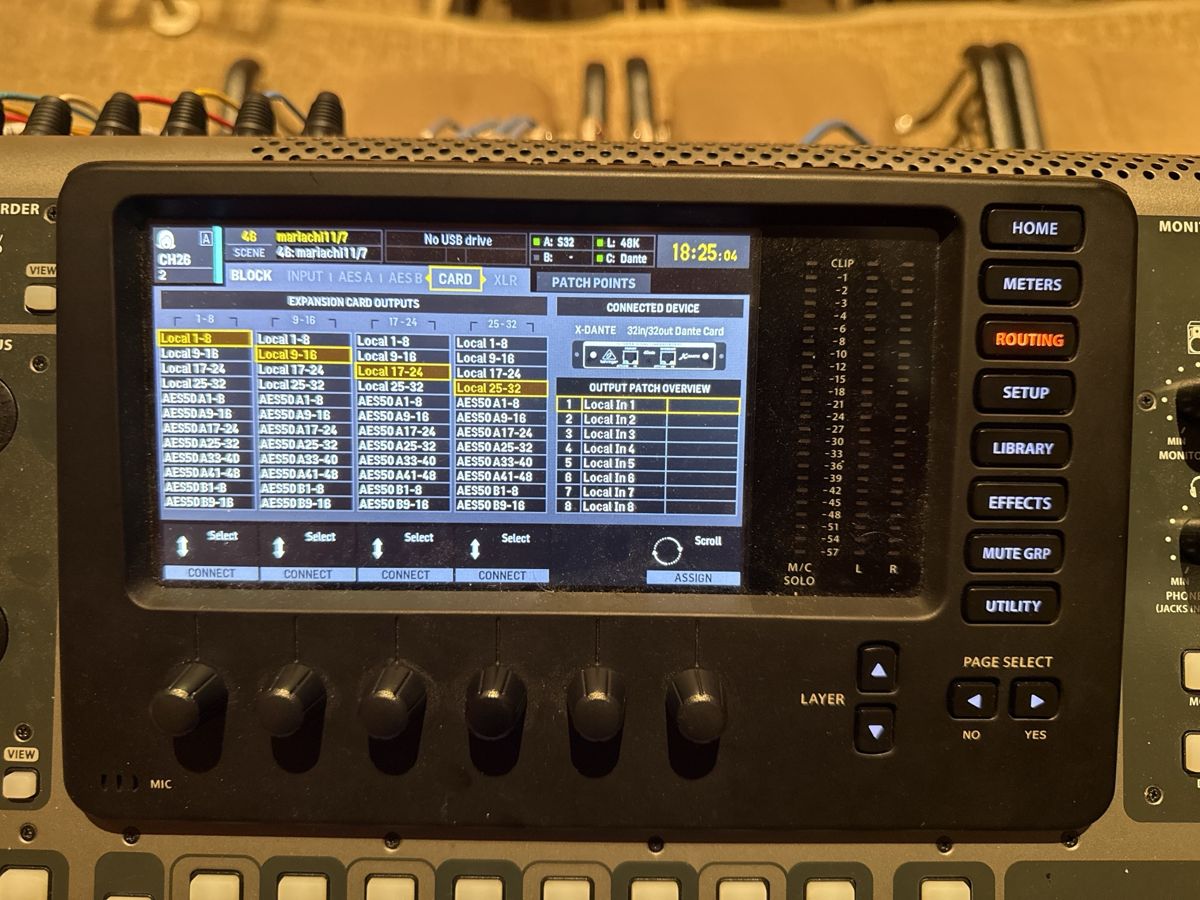 RDER
VIEW
US
VIEW
A
CH26
2
46 mariachi11/7
SCENE 46: mariachi11/7
No USB drive
A: S32 L: 48K
B: - C: Dante
18:25:04
BLOCK INPUT AES A AES B CARD XLR PATCH POINTS
EXPANSION CARD OUTPUTS
1-8 9-16 17-24 25-32
Local 1-8 Local 1-8 Local 1-8 Local 1-8
Local 9-16 Local 9-16 Local 9-16 Local 9-16
Local 17-24 Local 17-24 Local 17-24 Local 17-24
Local 25-32 Local 25-32 Local 25-32 Local 25-32
AES50 A1-8 AES50 A1-8 AES50 A1-8 AES50 A1-8
AES50 A9-16 AES50 A9-16 AES50 A9-16 AES50 A9-16
AES50 A17-24 AES50 A17-24 AES50 A17-24 AES50 A17-24
AES50 A25-32 AES50 A25-32 AES50 A25-32 AES50 A25-32
AES50 A33-40 AES50 A33-40 AES50 A33-40 AES50 A33-40
AES50 A41-48 AES50 A41-48 AES50 A41-48 AES50 A41-48
AES50 B1-8 AES50 B1-8 AES50 B1-8 AES50 B1-8
AES50 B9-16 AES50 B9-16 AES50 B9-16 AES50 B9-16
CONNECTED DEVICE
X-DANTE 32in/32out Dante Card
OUTPUT PATCH OVERVIEW
1 Local In 1
2 Local In 2
3 Local In 3
4 Local In 4
5 Local In 5
6 Local In 6
7 Local In 7
8 Local In 8
Select Select Select Select Scroll
CONNECT CONNECT CONNECT CONNECT ASSIGN
CLIP
-1
-2
-3
-4
-6
-8
-10
-12
-15
-18
-21
-24
-27
-30
-33
-36
-39
-42
-45
-48
-51
-54
-57
M/C
SOLO
L R
HOME
METERS
ROUTING
SETUP
LIBRARY
EFFECTS
MUTE GRP
UTILITY
LAYER
PAGE SELECT
NO YES
MIC
MONI
MIN
MONITO
MIN
PHONE
(JACKS IN